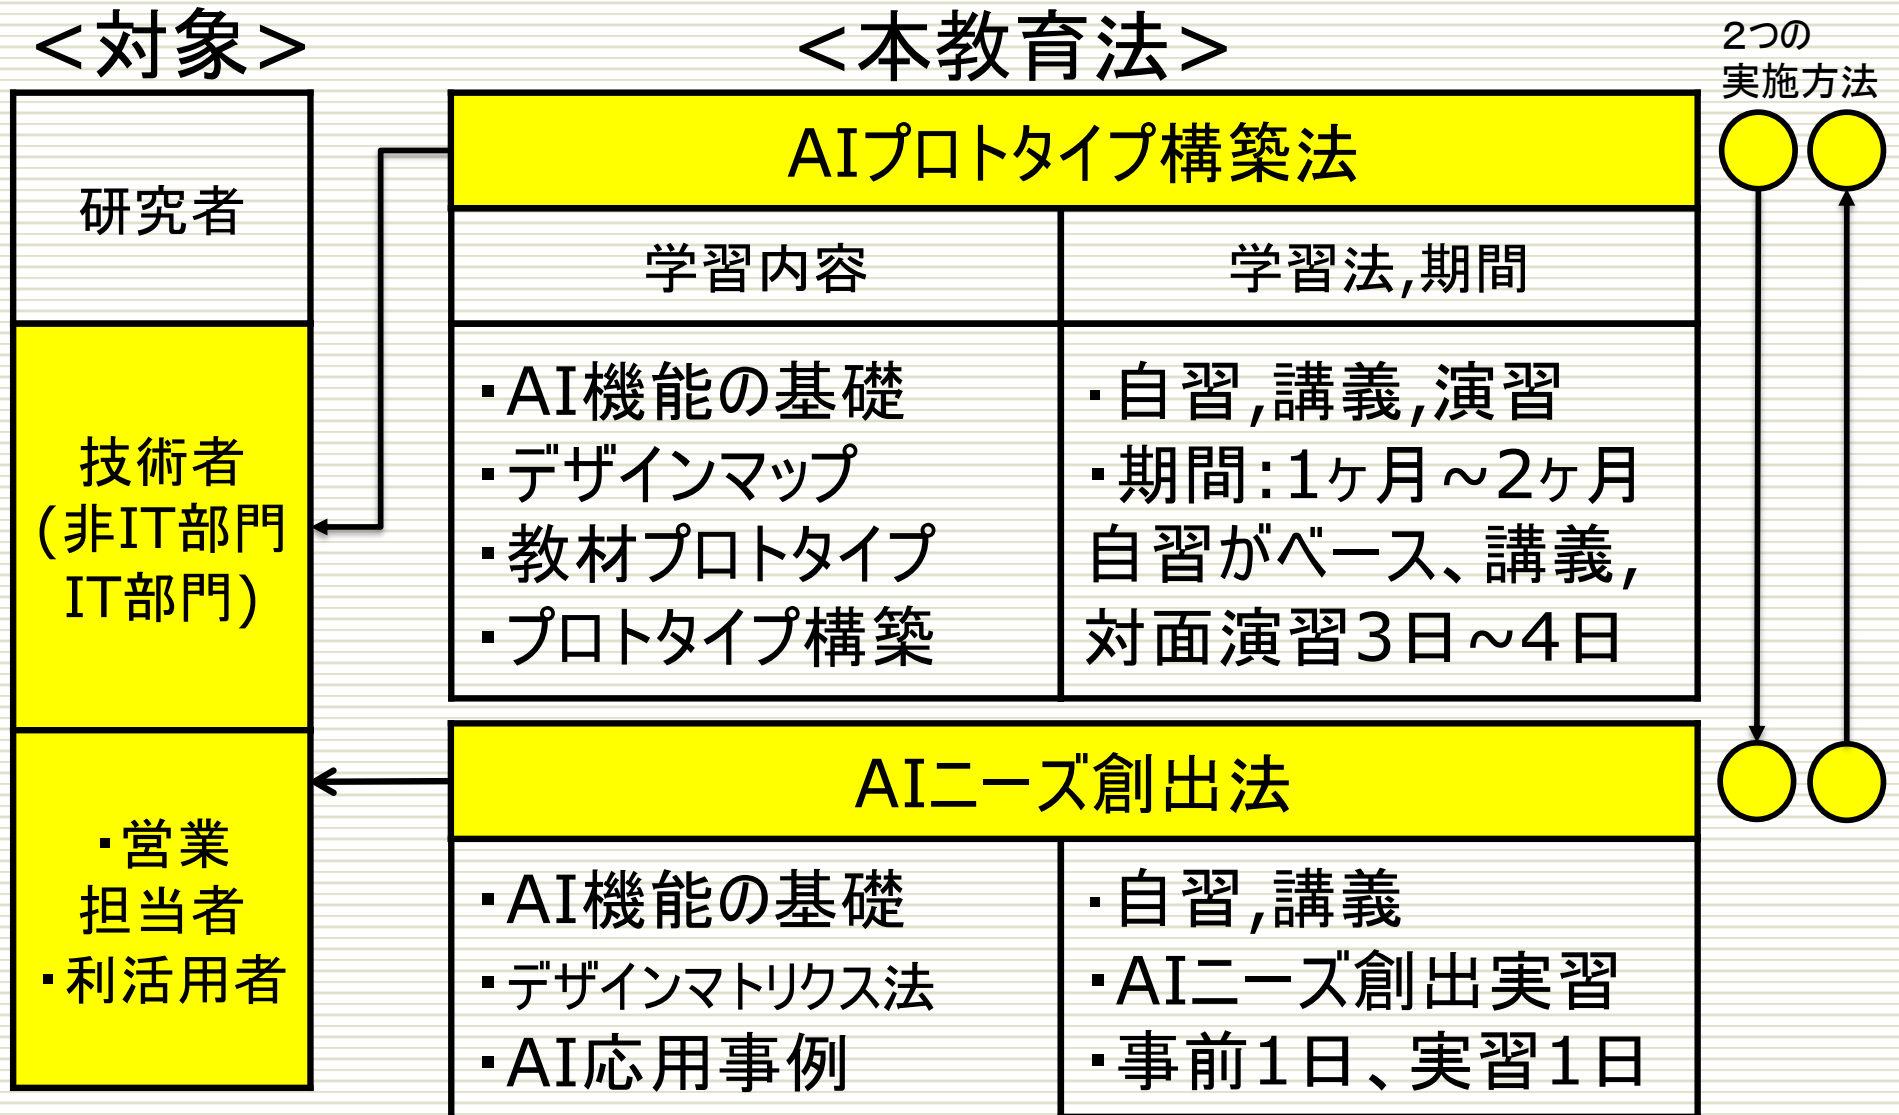 <対象>
研究者
技術者
(非IT部門
IT部門)
・営業
担当者
・利活用者
<本教育法>
AIプロトタイプ構築法
学習内容
学習法,期間
・AI機能の基礎
・デザインマップ
・教材プロトタイプ
・プロトタイプ構築
・自習,講義,演習
・期間:1ヶ月~2ヶ月
自習がベース、講義,
対面演習3日~4日
AIニーズ創出法
・AI機能の基礎
・デザインマトリクス法
・AI応用事例
・自習,講義
・AIニーズ創出実習
・事前1日、実習1日
2つの
実施方法